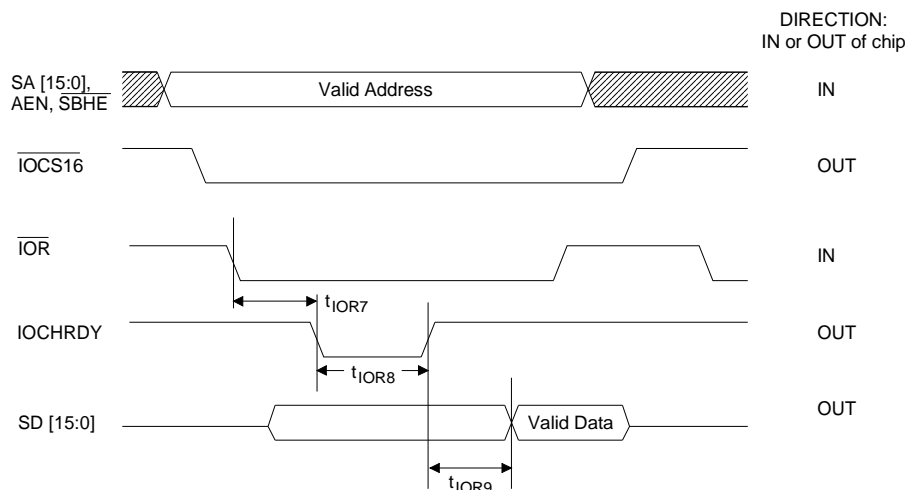 DIRECTION:
IN or OUT of chip
SA [15:0],
AEN, SBHE
Valid Address
IN
IOCS16
OUT
IOR
IN
tIOR7
IOCHRDY
OUT
tIOR8
SD [15:0]
Valid Data
OUT
tIOR9